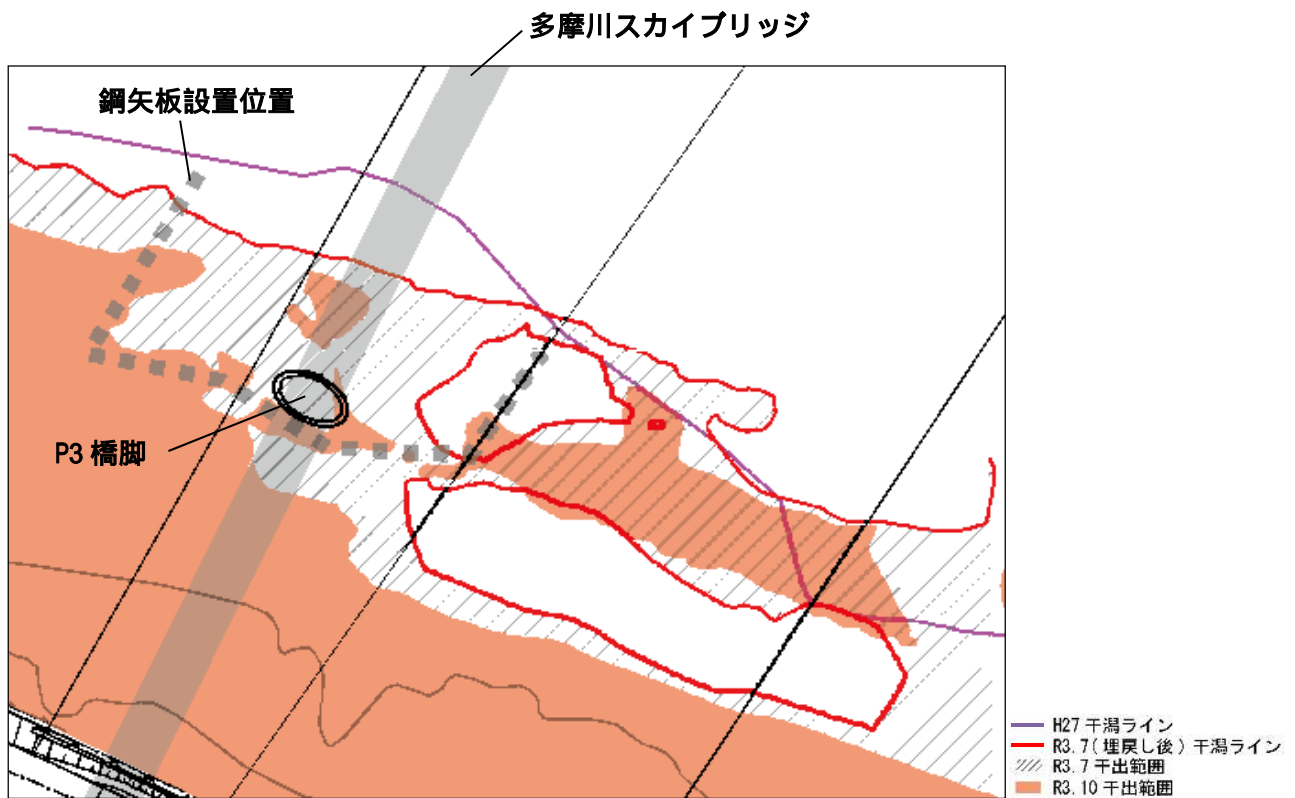 多摩川スカイブリッジ
鋼矢板設置位置
P3 橋脚
H27 干潟ライン
R3.7(埋戻し後)干潟ライン
R3.7 干出範囲
R3.10 干出範囲